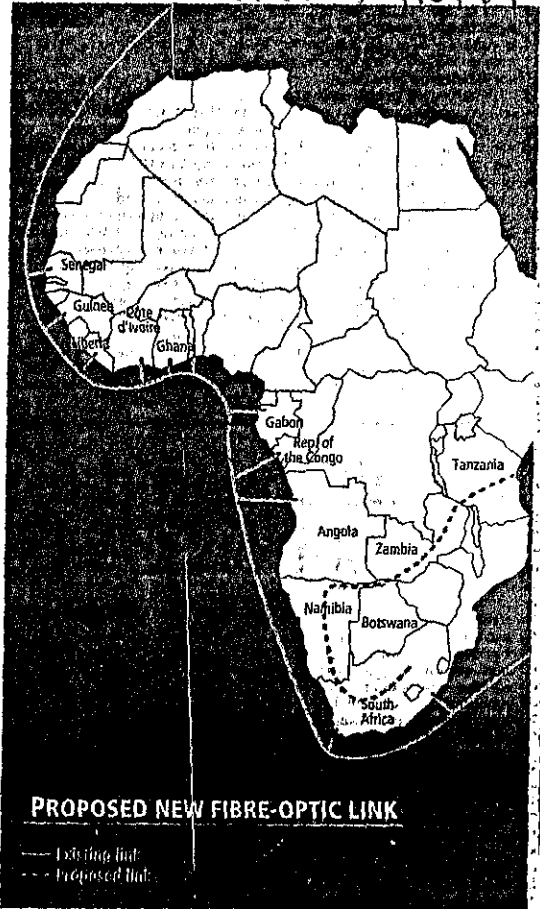 Senegal
Guinea
Côte
d'Ivoire
Liberia
Ghana
Gabon
Rep. of
the Congo
Tanzania
Angola
Zambia
Namibia
Botswana
South
Africa
PROPOSED NEW FIBRE-OPTIC LINK
Existing link
Proposed link